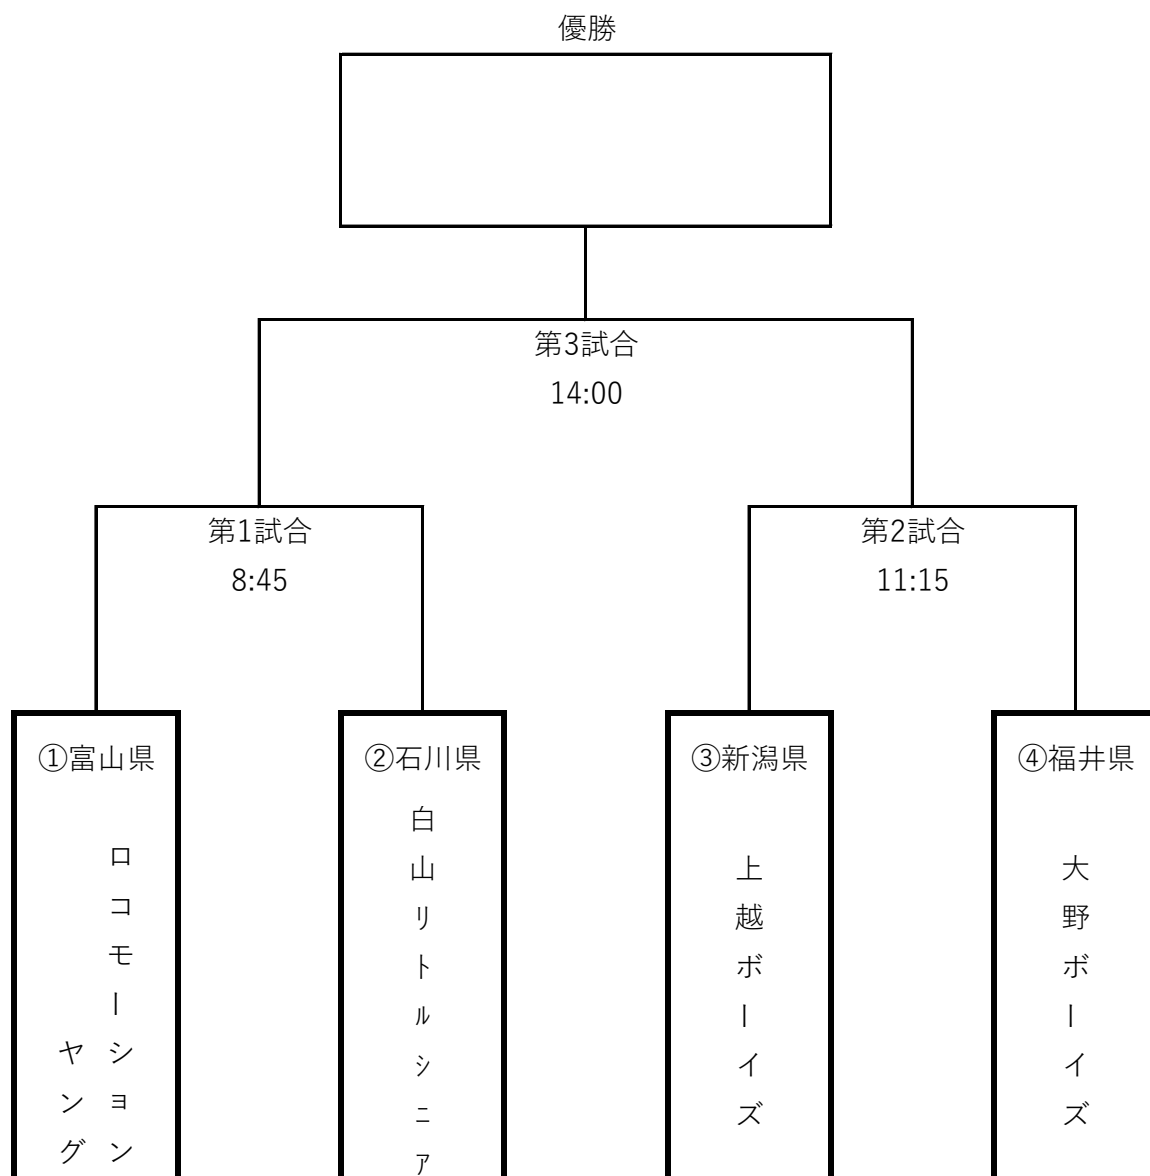 優勝
第3試合
14:00
第1試合
8:45
第2試合
11:15
①富山県
ロコモーション
ヤング
②石川県
白山リトルシニア
③新潟県
上越ボーイズ
④福井県
大野ボーイズ